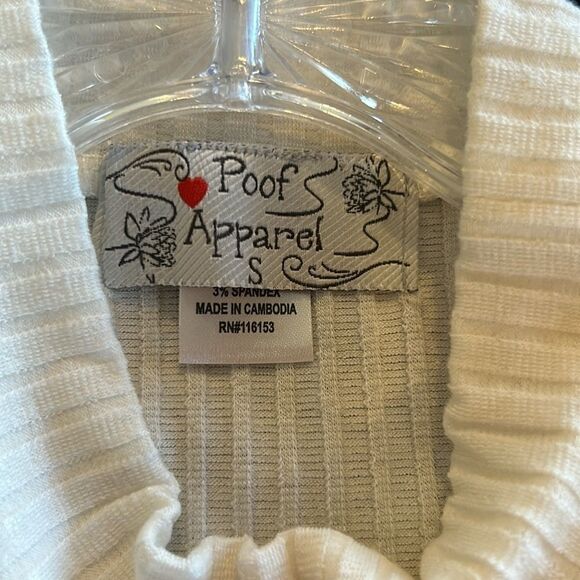 Poof
Apparel
S
3% SPANDEX
MADE IN CAMBODIA
RN#116153